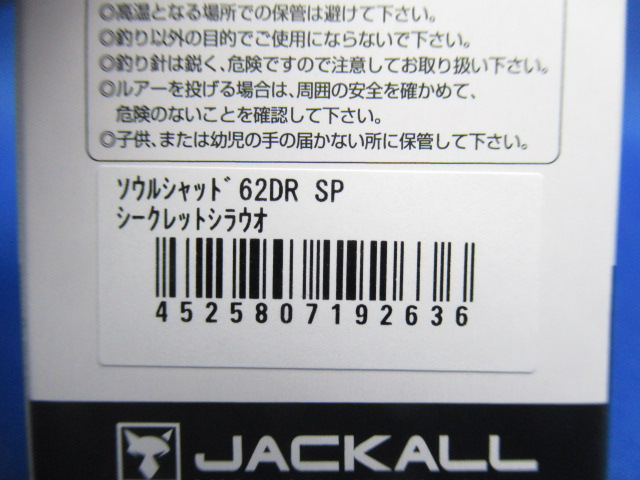 ◎高温となる場所での保管は避けて下さい。
◎釣り以外の目的でご使用にならないで下さい。
◎釣り針は鋭く、危険ですので注意してお取り扱い下さい。
◎ルアーを投げる場合は、周囲の安全を確かめて、
危険のないことを確認して下さい。
◎子供、または幼児の手の届かない所に保管して下さい。
ｿｳﾙｼｬｯﾄﾞ 62DR SP
ｼｰｸﾚｯﾄｼﾗｳｵ
4525807192636
JACKALL